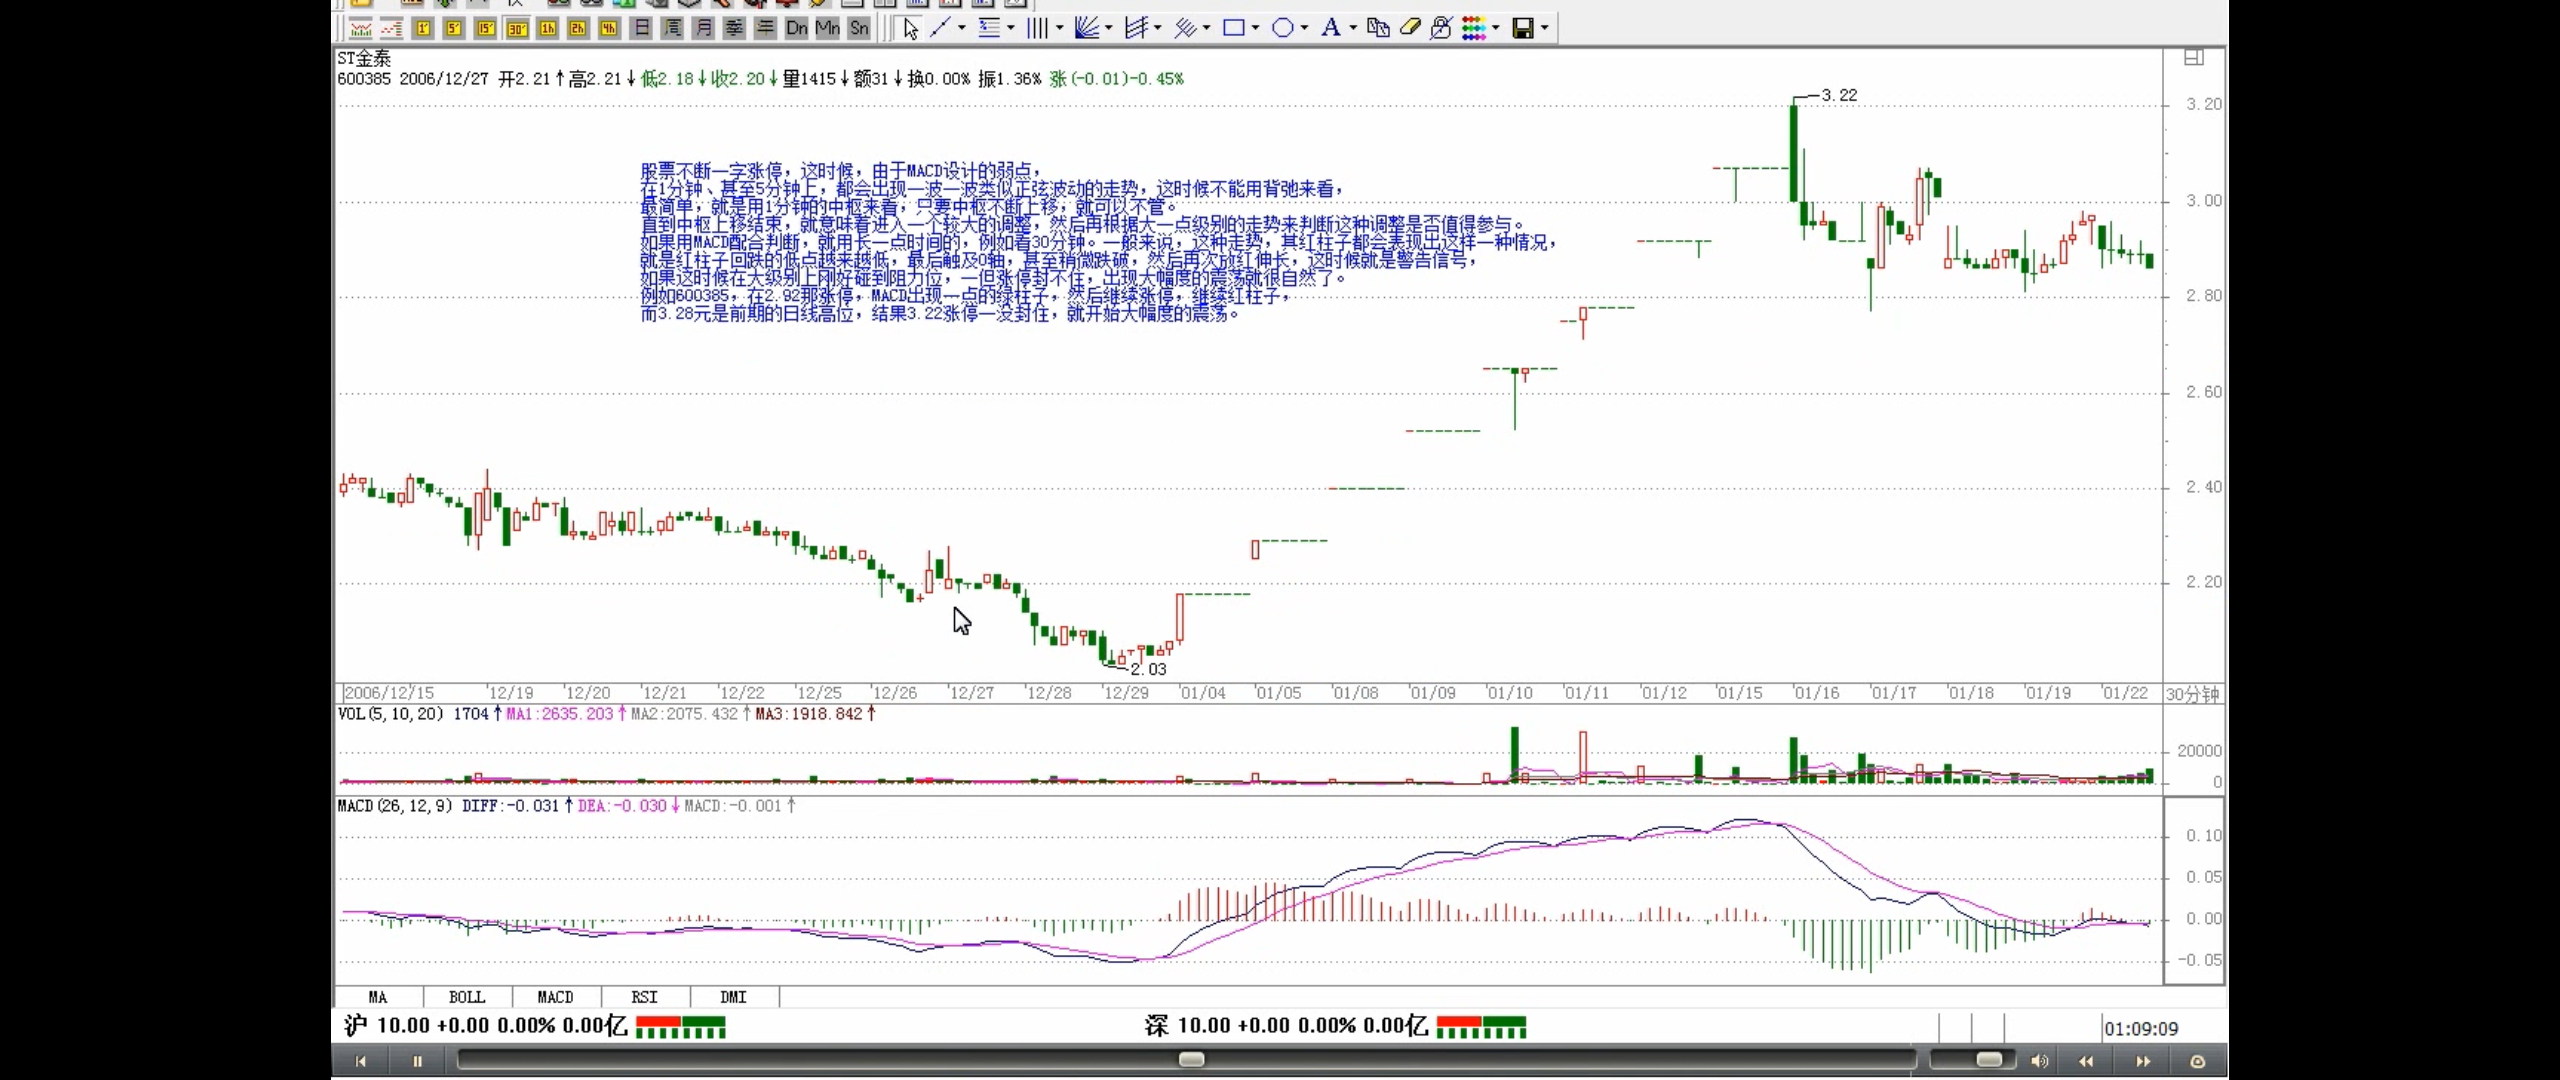 1' 5' 15' 30' 1h 2h 4h 日 周 月 季 年 Dn Mn Sn A
ST金泰
600385 2006/12/27 开2.21↑高2.21↓低2.18↓收2.20↓量1415↓额31↓换0.00% 振1.36% 涨(-0.01)-0.45%
3.22
3.20
股票不断一字涨停，这时候，由于MACD设计的弱点，
在1分钟、甚至5分钟上，都会出现一波一波类似正弦波动的走势，这时候不能用背弛来看，
最简单，就是用1分钟的中枢来看，只要中枢不断上移，就可以不管。
直到中枢上移结束，就意味着进入一个较大的调整，然后再根据大一点级别的走势来判断这种调整是否值得参与。
如果用MACD配合判断，就用长一点时间的，例如看30分钟。一般来说，这种走势，其红柱子都会表现出这样一种情况，
就是红柱子回跌的低点越来越低，最后触及0轴，甚至稍微跌破，然后再次放红伸长，这时候就是警告信号，
如果这时候在大级别上刚好碰到阻力位，一但涨停封不住，出现大幅度的震荡就很自然了。
例如600385，在2.92那涨停，MACD出现一点的绿柱子，然后继续涨停，继续红柱子，
而3.28元是前期的日线高位，结果3.22涨停一没封住，就开始大幅度的震荡。
3.00
2.80
2.60
2.40
2.20
2.03
2006/12/15 12/19 12/20 12/21 12/22 12/25 12/26 12/27 12/28 12/29 01/04 01/05 01/08 01/09 01/10 01/11 01/12 01/15 01/16 01/17 01/18 01/19 01/22 30分钟
VOL(5,10,20) 1704↑MA1:2635.203↑MA2:2075.432↑MA3:1918.842↑
20000
0
MACD(26,12,9) DIFF:-0.031↑DEA:-0.030↓MACD:-0.001↑
0.10
0.05
0.00
-0.05
MA BOLL MACD RSI DMI
沪 10.00 +0.00 0.00% 0.00亿 深 10.00 +0.00 0.00% 0.00亿 01:09:09